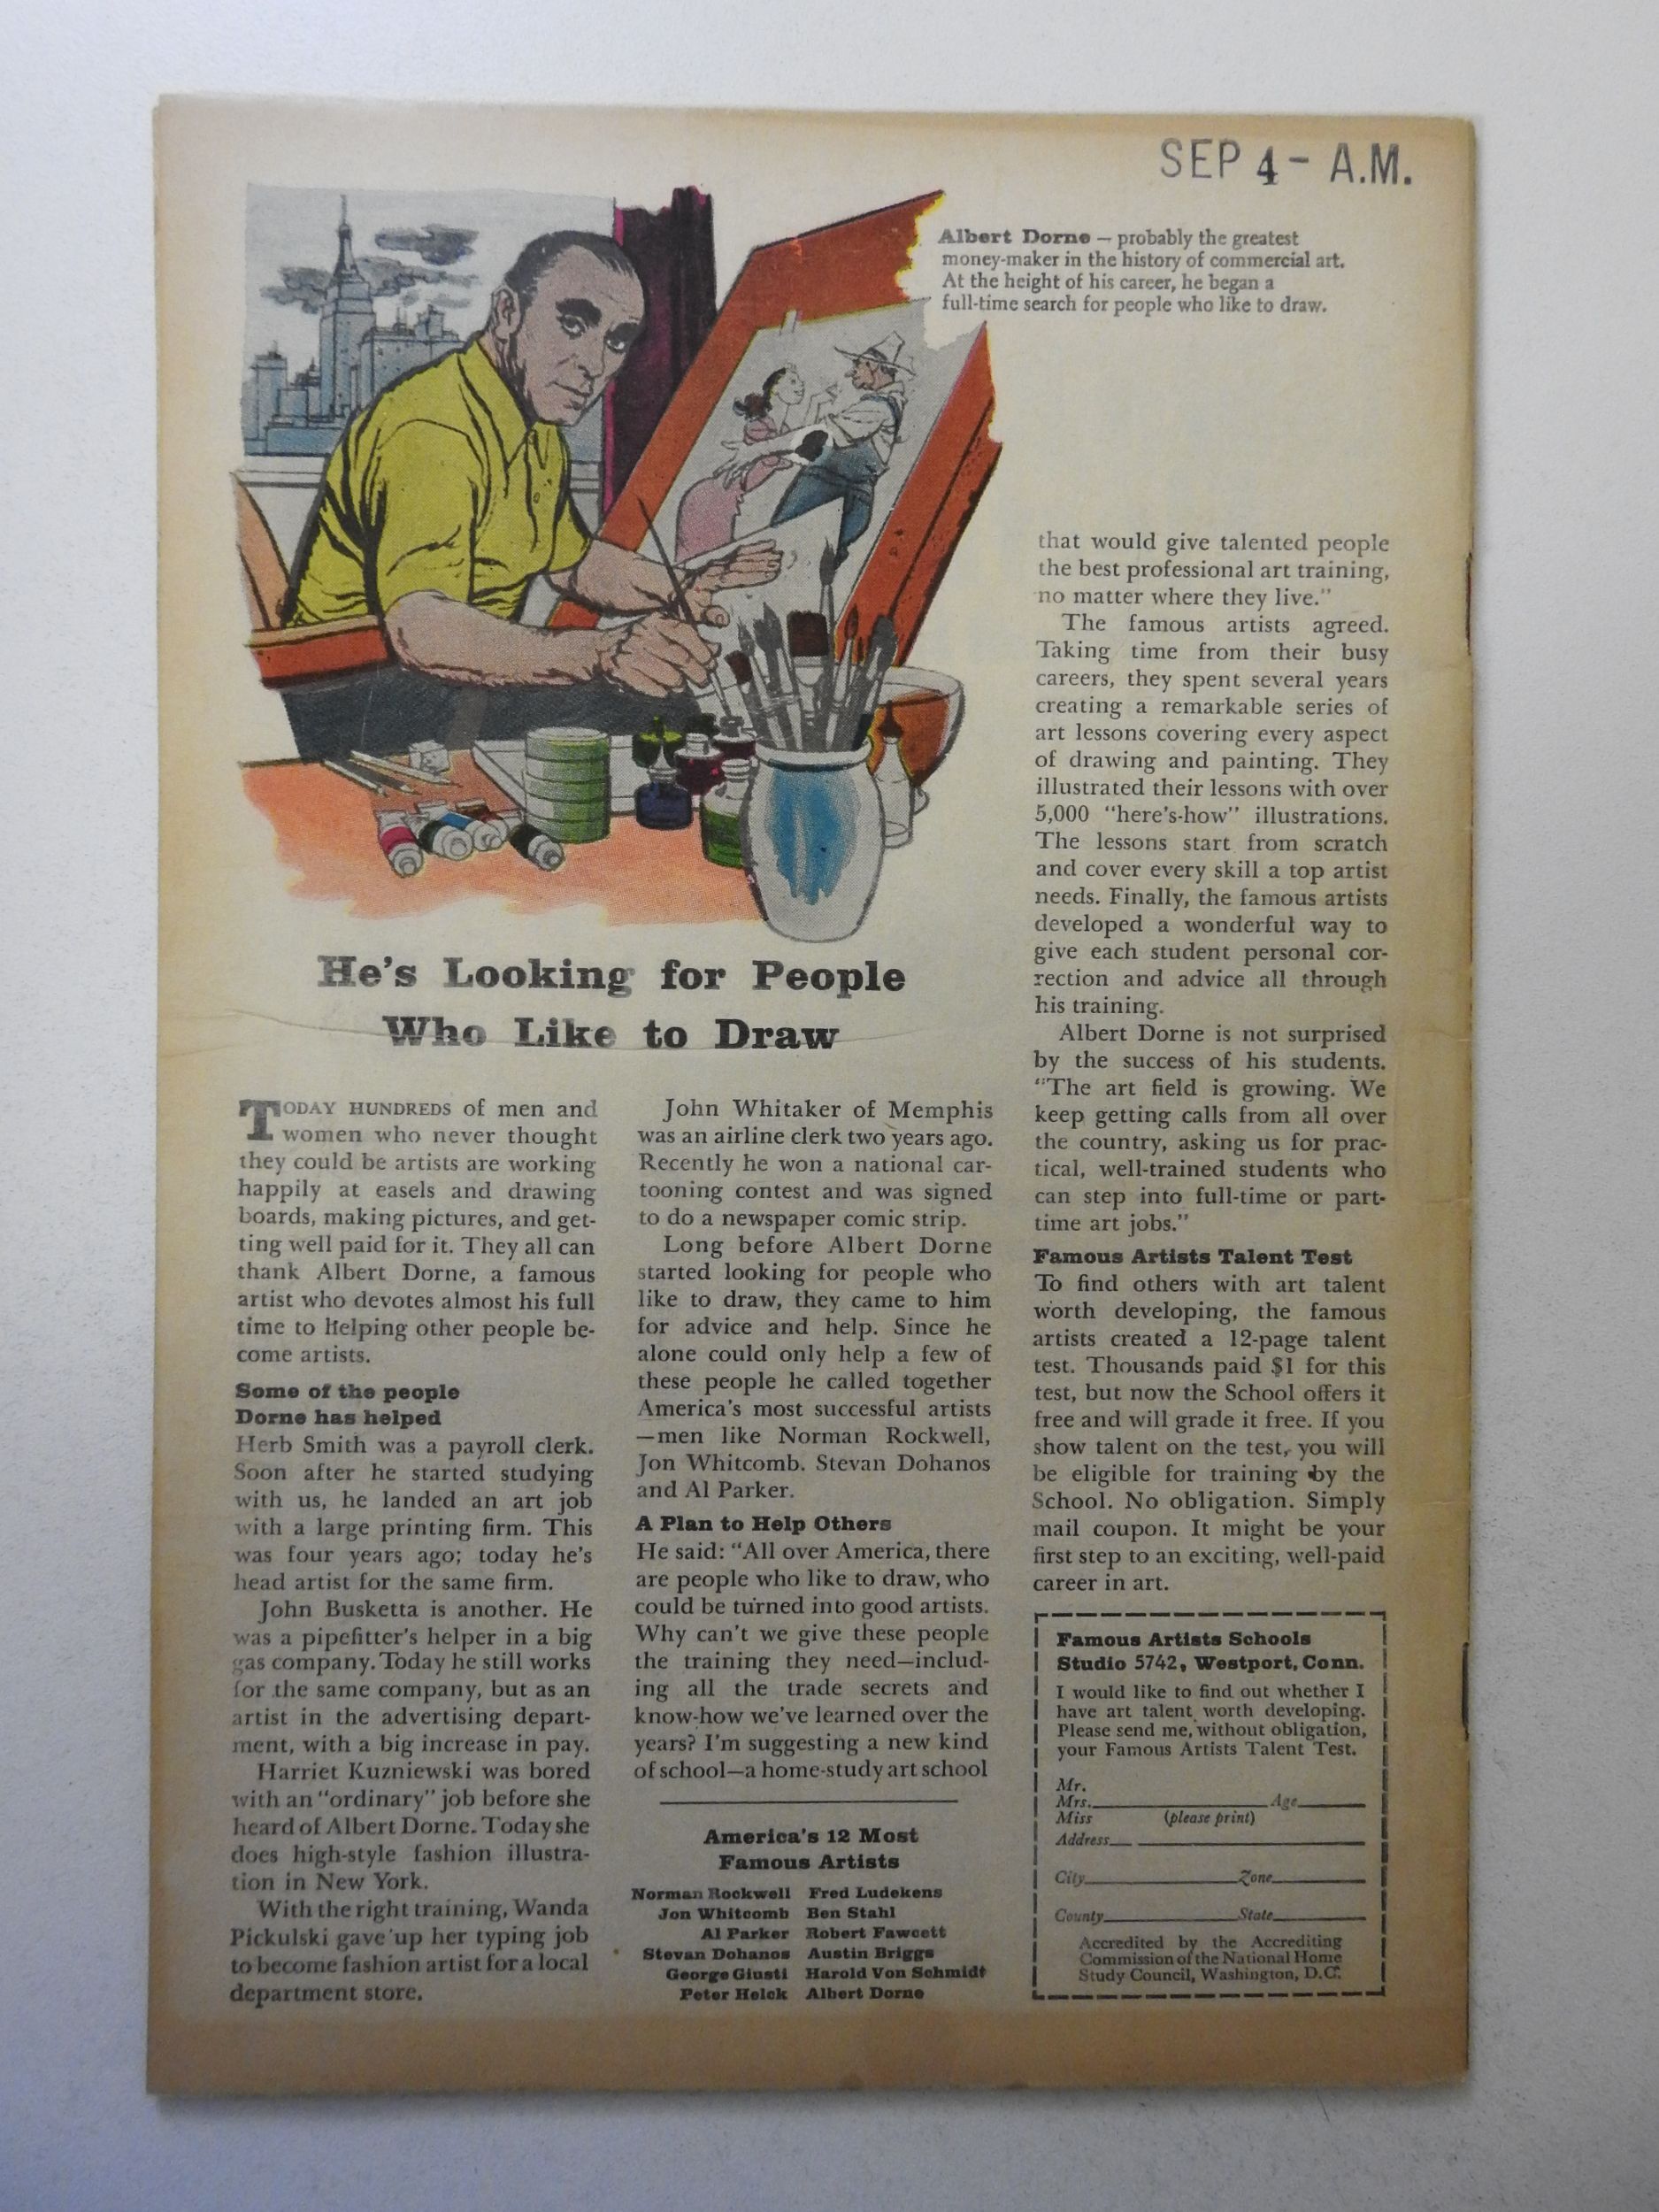 SEP 4 - A.M.
Albert Dorne — probably the greatest
money-maker in the history of commercial art.
At the height of his career, he began a
full-time search for people who like to draw.
He's Looking for People
Who Like to Draw
TODAY HUNDREDS of men and
women who never thought
they could be artists are working
happily at easels and drawing
boards, making pictures, and get-
ting well paid for it. They all can
thank Albert Dorne, a famous
artist who devotes almost his full
time to helping other people be-
come artists.
Some of the people
Dorne has helped
Herb Smith was a payroll clerk.
Soon after he started studying
with us, he landed an art job
with a large printing firm. This
was four years ago; today he's
head artist for the same firm.
John Busketta is another. He
was a pipefitter's helper in a big
gas company. Today he still works
for the same company, but as an
artist in the advertising depart-
ment, with a big increase in pay.
Harriet Kuzniewski was bored
with an "ordinary" job before she
heard of Albert Dorne. Today she
does high-style fashion illustra-
tion in New York.
With the right training, Wanda
Pickulski gave up her typing job
to become fashion artist for a local
department store.
John Whitaker of Memphis
was an airline clerk two years ago.
Recently he won a national car-
tooning contest and was signed
to do a newspaper comic strip.
Long before Albert Dorne
started looking for people who
like to draw, they came to him
for advice and help. Since he
alone could only help a few of
these people he called together
America's most successful artists
—men like Norman Rockwell,
Jon Whitcomb. Stevan Dohanos
and Al Parker.
A Plan to Help Others
He said: "All over America, there
are people who like to draw, who
could be turned into good artists.
Why can't we give these people
the training they need—includ-
ing all the trade secrets and
know-how we've learned over the
years? I'm suggesting a new kind
of school—a home-study art school
America's 12 Most
Famous Artists
Norman Rockwell Fred Ludekens
Jon Whitcomb Ben Stahl
Al Parker Robert Fawcett
Stevan Dohanos Austin Briggs
George Giusti Harold Von Schmidt
Peter Helck Albert Dorne
that would give talented people
the best professional art training,
no matter where they live."
The famous artists agreed.
Taking time from their busy
careers, they spent several years
creating a remarkable series of
art lessons covering every aspect
of drawing and painting. They
illustrated their lessons with over
5,000 "here's-how" illustrations.
The lessons start from scratch
and cover every skill a top artist
needs. Finally, the famous artists
developed a wonderful way to
give each student personal cor-
rection and advice all through
his training.
Albert Dorne is not surprised
by the success of his students.
"The art field is growing. We
keep getting calls from all over
the country, asking us for prac-
tical, well-trained students who
can step into full-time or part-
time art jobs."
Famous Artists Talent Test
To find others with art talent
worth developing, the famous
artists created a 12-page talent
test. Thousands paid $1 for this
test, but now the School offers it
free and will grade it free. If you
show talent on the test, you will
be eligible for training by the
School. No obligation. Simply
mail coupon. It might be your
first step to an exciting, well-paid
career in art.
Famous Artists Schools
Studio 5742, Westport, Conn.
I would like to find out whether I
have art talent worth developing.
Please send me, without obligation,
your Famous Artists Talent Test.
Mr.
Mrs. Age
Miss (please print)
Address
City Zone
County State
Accredited by the Accrediting
Commission of the National Home
Study Council, Washington, D.C.